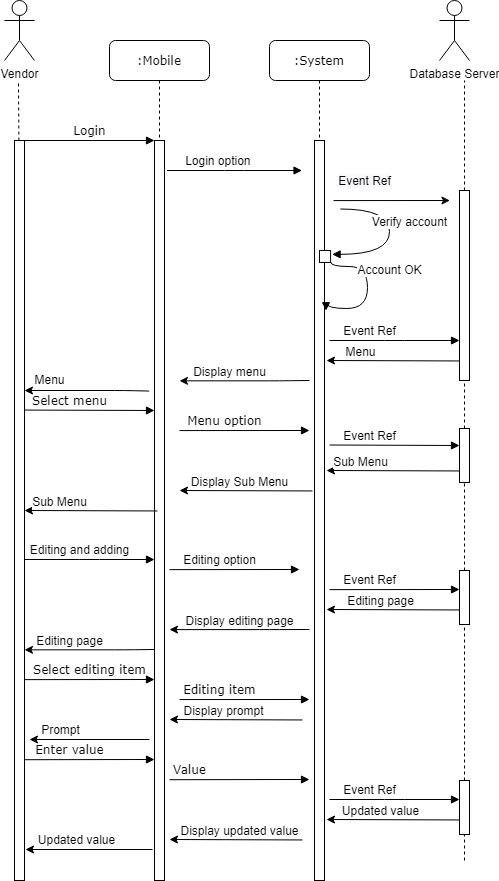 :Mobile
:System
Vendor
Database Server
Login
Login option
Event Ref
Verify account
Account OK
Event Ref
Menu
Display menu
Menu
Select menu
Menu option
Event Ref
Sub Menu
Display Sub Menu
Sub Menu
Editing and adding
Editing option
Event Ref
Editing page
Display editing page
Editing page
Select editing item
Editing item
Display prompt
Prompt
Enter value
Value
Event Ref
Updated value
Display updated value
Updated value